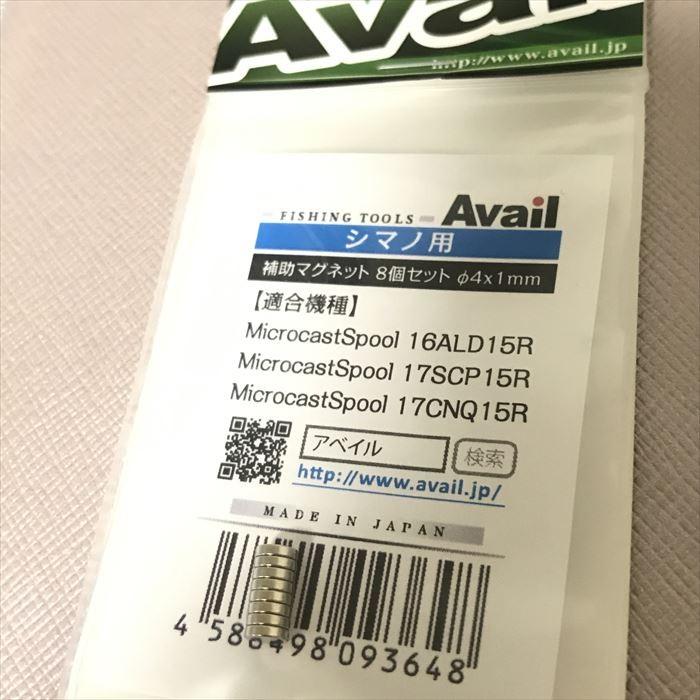 Avail
http://www.avail.jp
FISHING TOOLS Avail
シマノ用
補助マグネット 8個セット φ4x1mm
【適合機種】
MicrocastSpool 16ALD15R
MicrocastSpool 17SCP15R
MicrocastSpool 17CNQ15R
アベイル 検索
http://www.avail.jp/
MADE IN JAPAN
4 588498 093648